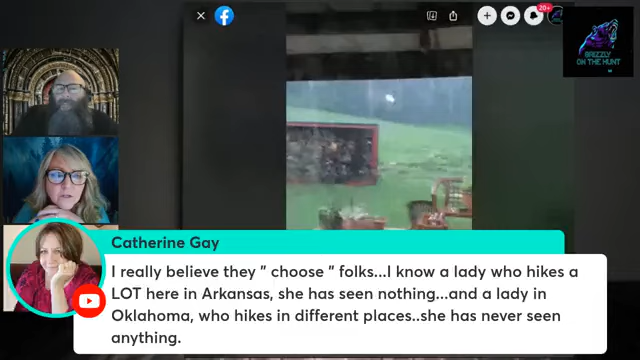 20+
GRIZZLY
ON THE HUNT
Catherine Gay
I really believe they " choose " folks...I know a lady who hikes a
LOT here in Arkansas, she has seen nothing...and a lady in
Oklahoma, who hikes in different places..she has never seen
anything.